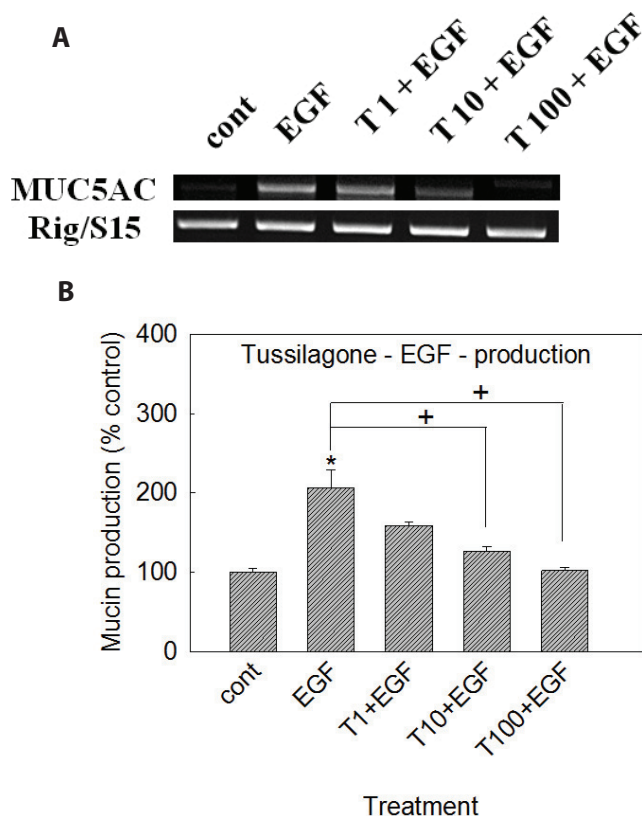 A
cont
EGF
T 1 + EGF
T 10 + EGF
T 100 + EGF
MUC5AC
Rig/S15
B
Tussilagone - EGF - production
Mucin production (% control)
400
300
200
100
0
+
+
*
cont
EGF
T1+EGF
T10+EGF
T100+EGF
Treatment